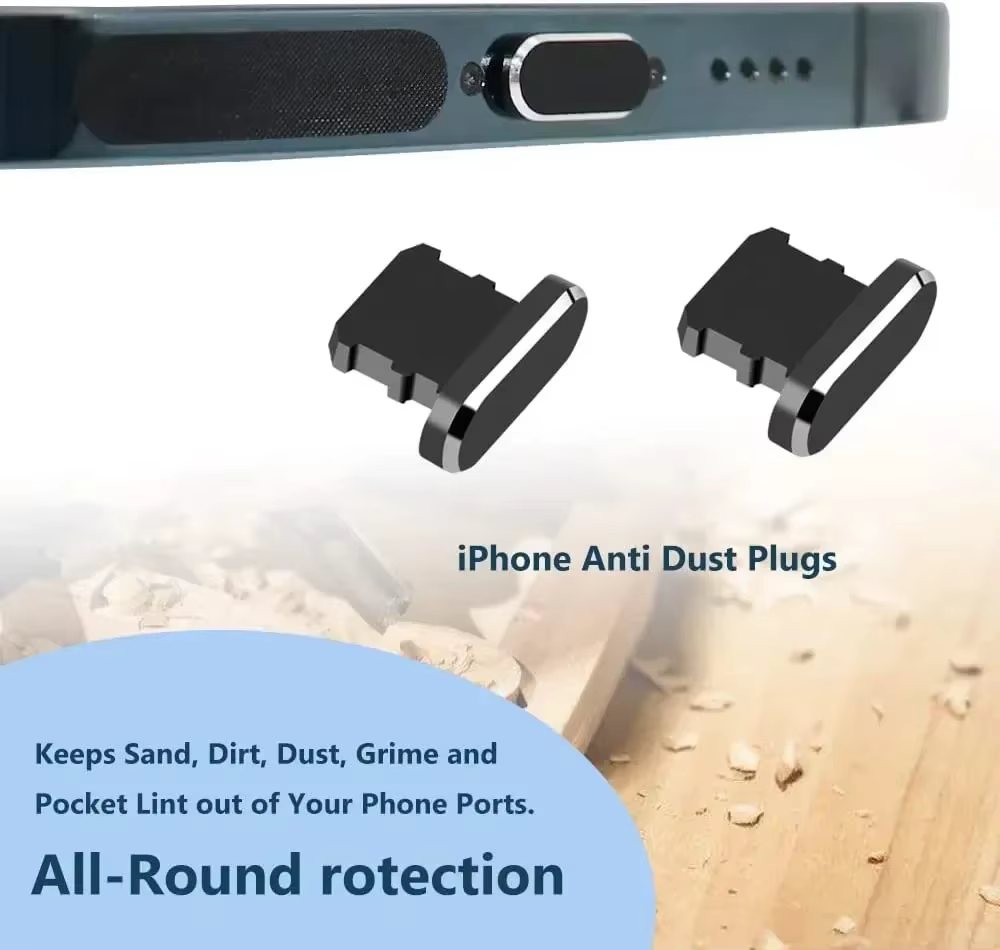 iPhone Anti Dust Plugs
Keeps Sand, Dirt, Dust, Grime and
Pocket Lint out of Your Phone Ports.
All-Round rotection